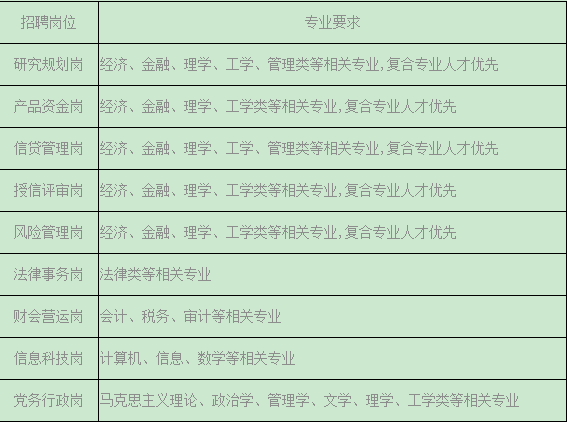 招聘岗位 专业要求
研究规划岗 经济、金融、理学、工学、管理类等相关专业,复合专业人才优先
产品资金岗 经济、金融、理学、工学类等相关专业,复合专业人才优先
信贷管理岗 经济、金融、理学、工学、管理类等相关专业,复合专业人才优先
授信评审岗 经济、金融、理学、工学类等相关专业,复合专业人才优先
风险管理岗 经济、金融、理学、工学类等相关专业,复合专业人才优先
法律事务岗 法律类等相关专业
财会营运岗 会计、税务、审计等相关专业
信息科技岗 计算机、信息、数学等相关专业
党务行政岗 马克思主义理论、政治学、管理学、文学、理学、工学类等相关专业